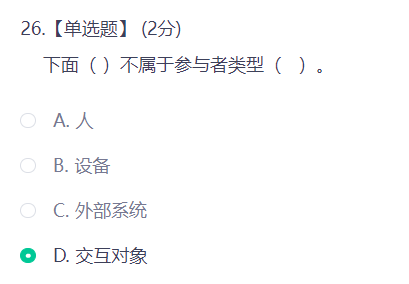 26.【单选题】 (2分)
下面（ ）不属于参与者类型（　）。
A. 人
B. 设备
C. 外部系统
D. 交互对象